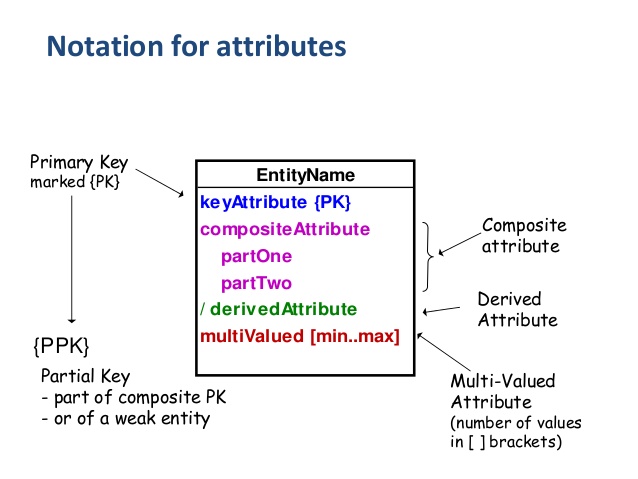 Notation for attributes
Primary Key
marked {PK}
{PPK}
Partial Key
- part of composite PK
- or of a weak entity
EntityName
keyAttribute {PK}
compositeAttribute
partOne
partTwo
/ derivedAttribute
multiValued [min..max]
Composite
attribute
Derived
Attribute
Multi-Valued
Attribute
(number of values
in [ ] brackets)